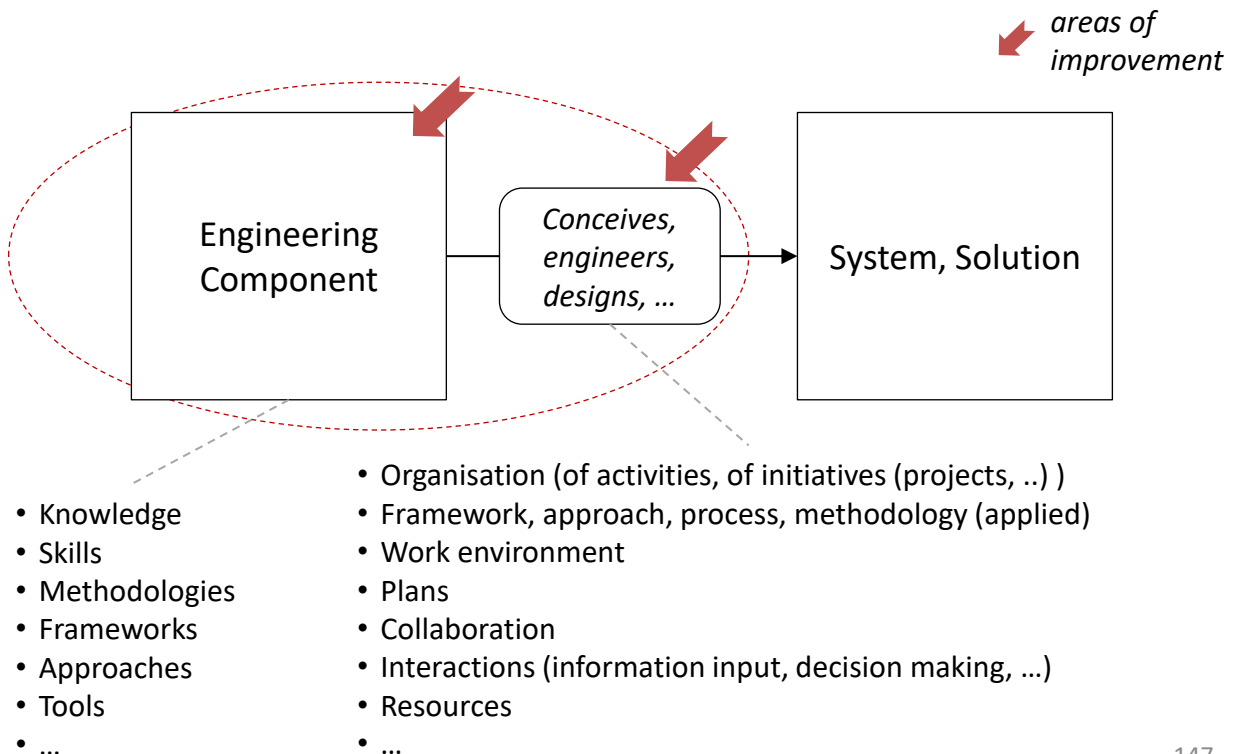 areas of
improvement
Engineering
Component
Conceives,
engineers,
designs, …
System, Solution
• Knowledge
• Skills
• Methodologies
• Frameworks
• Approaches
• Tools
• …
• Organisation (of activities, of initiatives (projects, ..) )
• Framework, approach, process, methodology (applied)
• Work environment
• Plans
• Collaboration
• Interactions (information input, decision making, …)
• Resources
• …
147